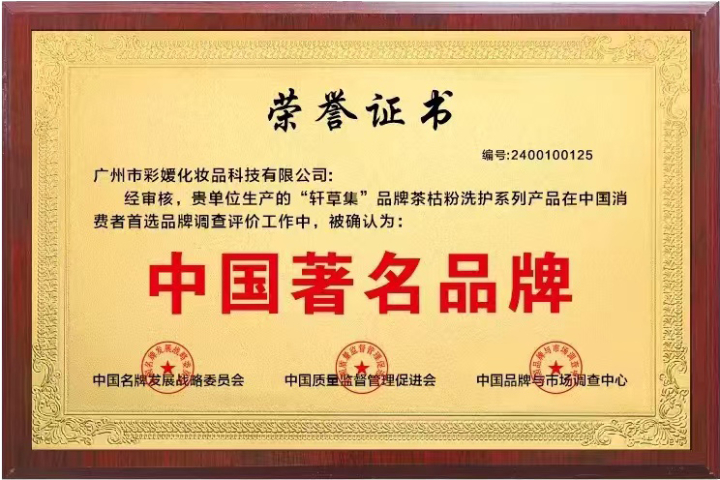 荣誉证书
编号:2400100125
广州市彩媛化妆品科技有限公司:
经审核，贵单位生产的“轩草集”品牌茶枯粉洗护系列产品在中国消
费者首选品牌调查评价工作中，被确认为：
中国著名品牌
中国名牌发展战略委员会
中国质量监督管理促进会
中国品牌与市场调查中心